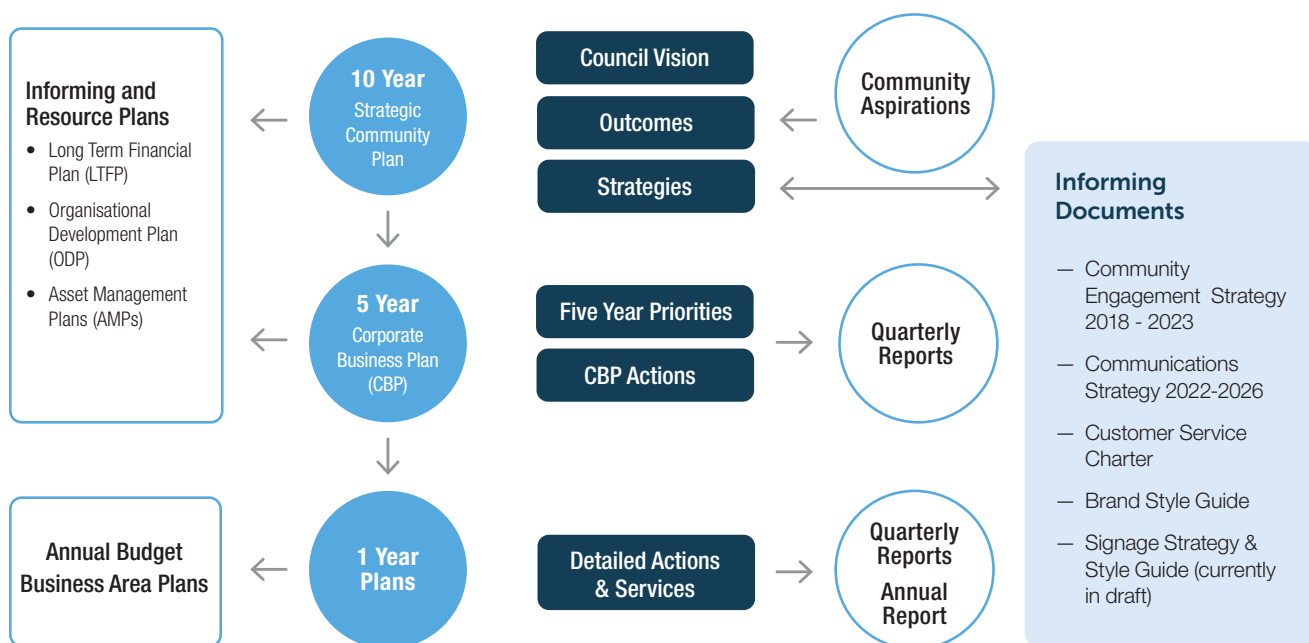 Informing and
Resource Plans
• Long Term Financial
Plan (LTFP)
• Organisational
Development Plan
(ODP)
• Asset Management
Plans (AMPs)
10 Year
Strategic
Community
Plan
Council Vision
Outcomes
Strategies
Community
Aspirations
5 Year
Corporate
Business Plan
(CBP)
Five Year Priorities
CBP Actions
Quarterly
Reports
Annual Budget
Business Area Plans
1 Year
Plans
Detailed Actions
& Services
Quarterly
Reports
Annual
Report
Informing
Documents
— Community
Engagement Strategy
2018 - 2023
— Communications
Strategy 2022-2026
— Customer Service
Charter
— Brand Style Guide
— Signage Strategy &
Style Guide (currently
in draft)